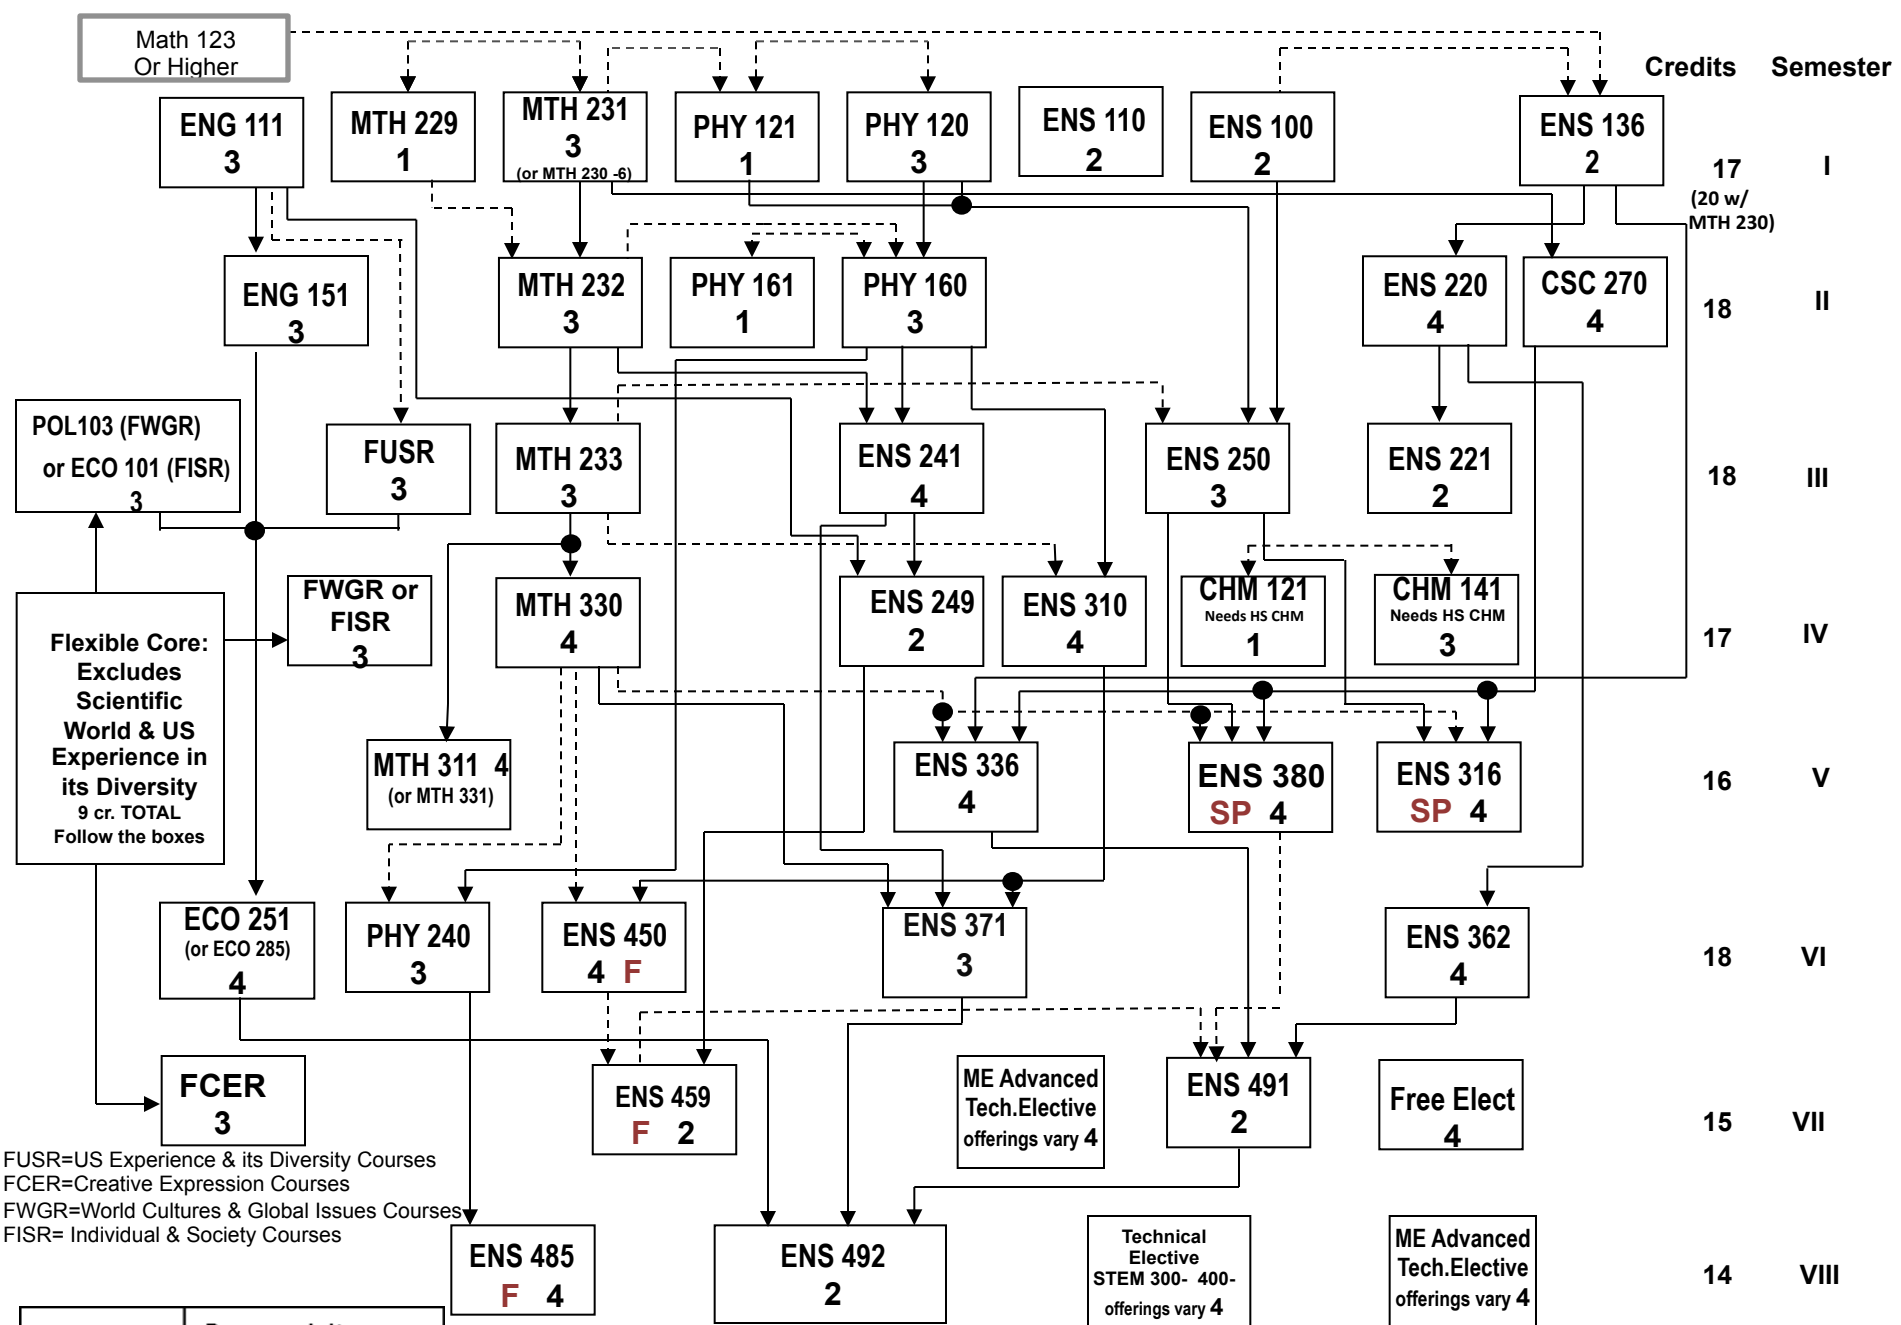 Math 123
Or Higher
Credits Semester
ENG 111
3
MTH 229
1
MTH 231
3
(or MTH 230 -6)
PHY 121
1
PHY 120
3
ENS 110
2
ENS 100
2
ENS 136
2
17
(20 w/
MTH 230)
I
ENG 151
3
MTH 232
3
PHY 161
1
PHY 160
3
ENS 220
4
CSC 270
4
18
II
POL103 (FWGR)
or ECO 101 (FISR)
3
FUSR
3
MTH 233
3
ENS 241
4
ENS 250
3
ENS 221
2
18
III
Flexible Core:
Excludes
Scientific
World & US
Experience in
its Diversity
9 cr. TOTAL
Follow the boxes
FWGR or
FISR
3
MTH 330
4
ENS 249
2
ENS 310
4
CHM 121
Needs HS CHM
1
CHM 141
Needs HS CHM
3
17
IV
MTH 311 4
(or MTH 331)
ENS 336
4
ENS 380
SP 4
ENS 316
SP 4
16
V
ECO 251
(or ECO 285)
4
PHY 240
3
ENS 450
4 F
ENS 371
3
ENS 362
4
18
VI
FCER
3
ENS 459
F 2
ME Advanced
Tech.Elective
offerings vary 4
ENS 491
2
Free Elect
4
15
VII
FUSR=US Experience & its Diversity Courses
FCER=Creative Expression Courses
FWGR=World Cultures & Global Issues Courses
FISR= Individual & Society Courses
ENS 485
F 4
ENS 492
2
Technical
Elective
STEM 300- 400-
offerings vary 4
ME Advanced
Tech.Elective
offerings vary 4
14
VIII